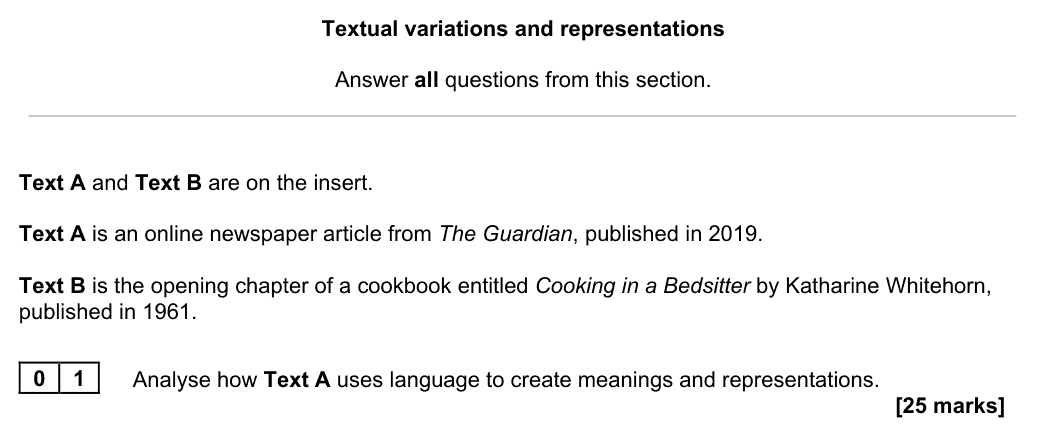 Textual variations and representations
Answer all questions from this section.
Text A and Text B are on the insert.
Text A is an online newspaper article from The Guardian, published in 2019.
Text B is the opening chapter of a cookbook entitled Cooking in a Bedsitter by Katharine Whitehorn,
published in 1961.
0 1 Analyse how Text A uses language to create meanings and representations.
[25 marks]